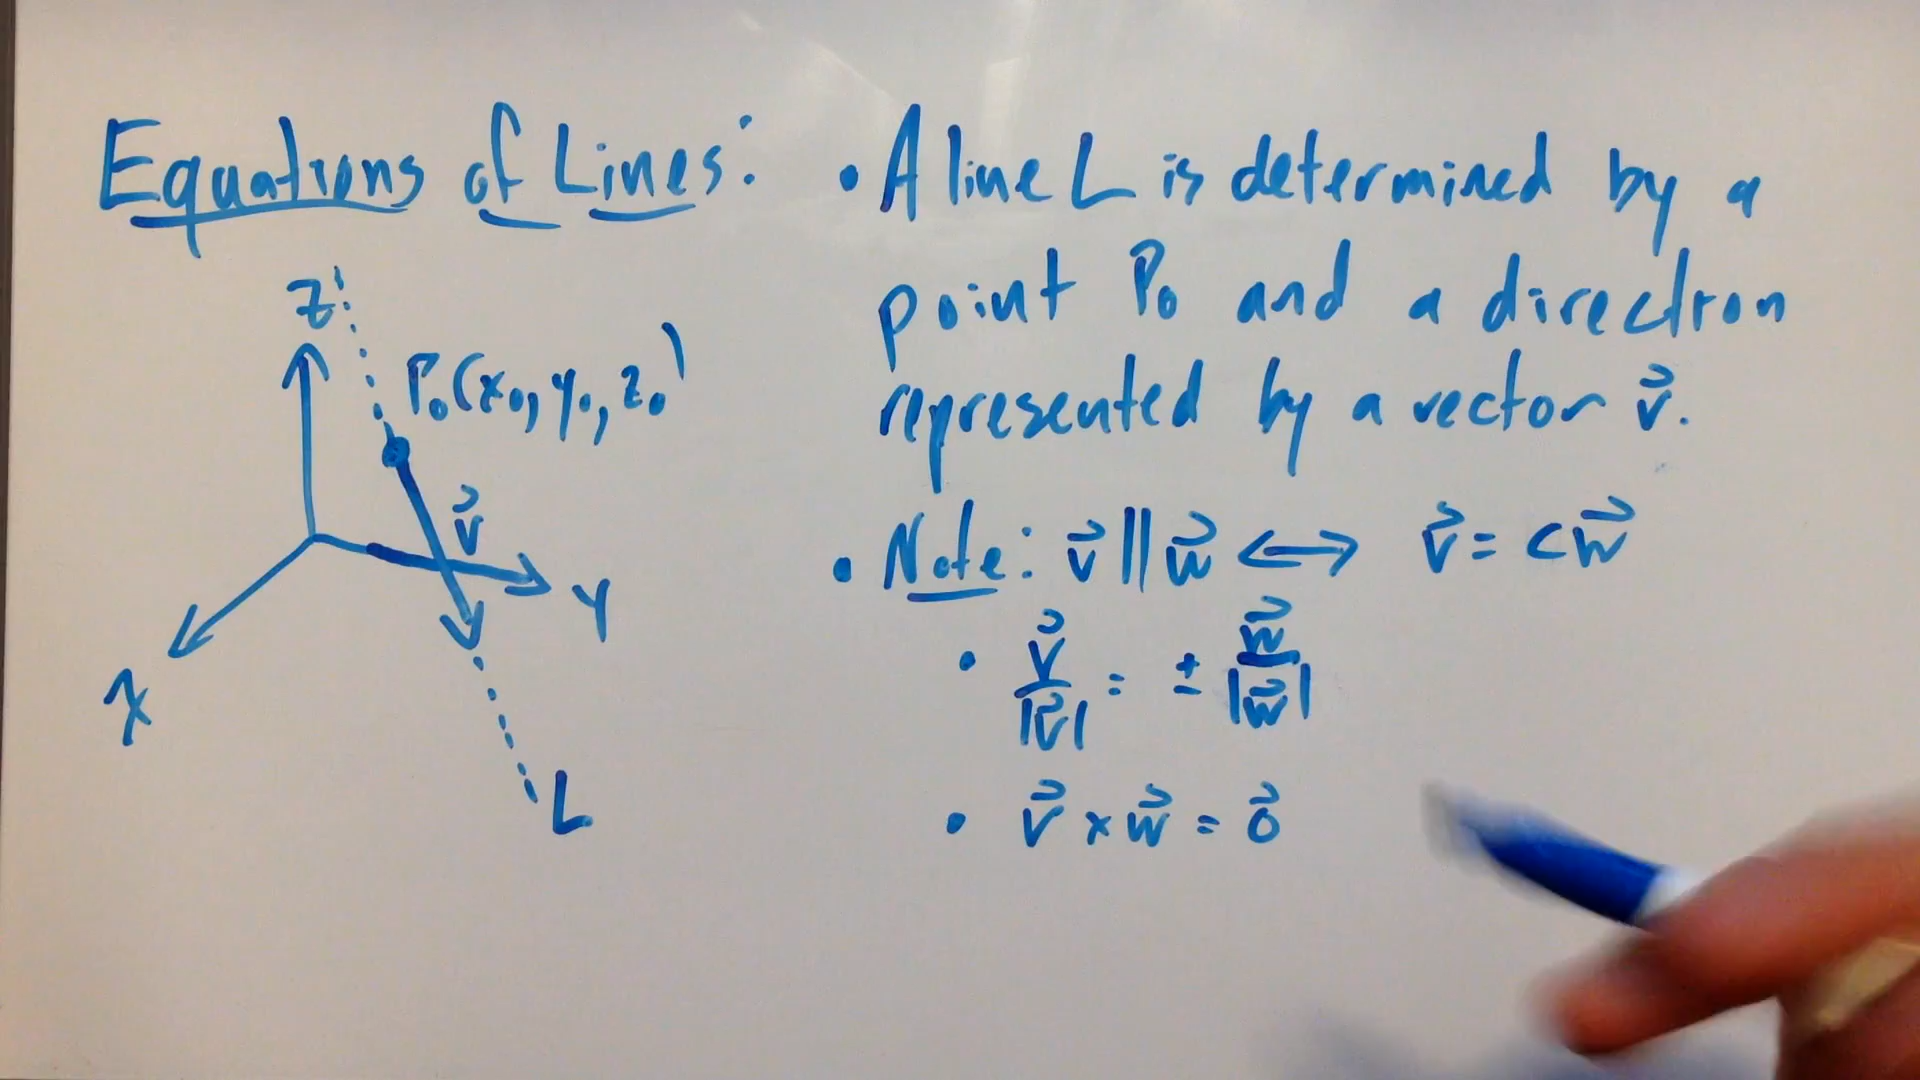 Equations of Lines:
Z
P₀(x₀, y₀, z₀)
v⃗
Y
X
L
• A line L is determined by a
point P₀ and a direction
represented by a vector v⃗.
• Note: v⃗ || w⃗ ⟷ v⃗ = cw⃗
• v⃗/|v⃗| = ± w⃗/|w⃗|
• v⃗ × w⃗ = 0⃗